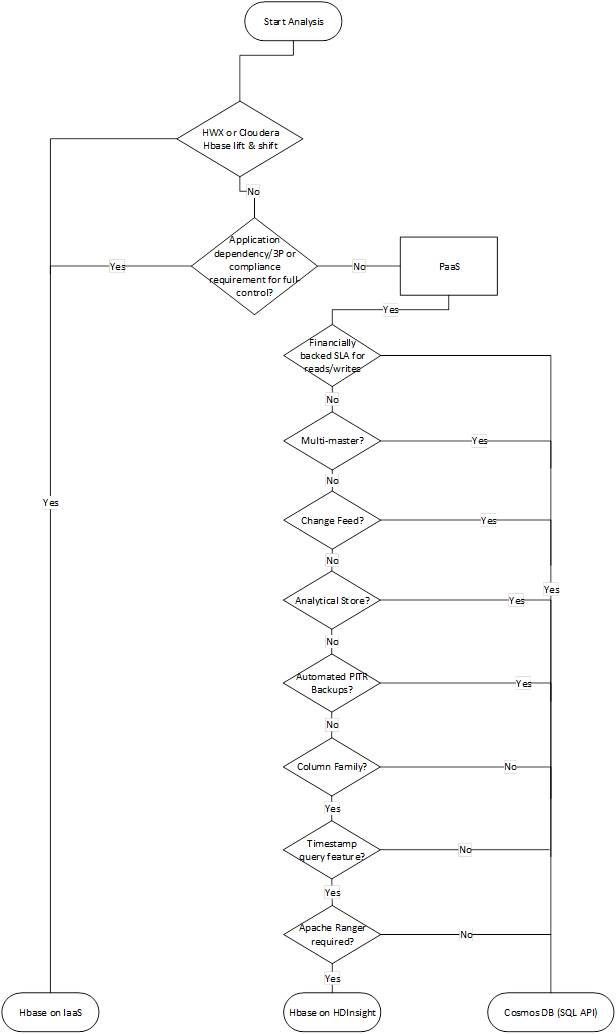 Start Analysis
HWX or Cloudera
Hbase lift & shift
No
Application
dependency/3P or
compliance
requirement for full
control?
Yes
No
PaaS
Yes
Financially
backed SLA for
reads/writes
No
Multi-master?
Yes
No
Yes
Change Feed?
Yes
No
Yes
Analytical Store?
Yes
No
Automated PITR
Backups?
Yes
No
Column Family?
No
Yes
Timestamp
query feature?
No
Yes
Apache Ranger
required?
No
Yes
Hbase on IaaS
Hbase on HDInsight
Cosmos DB (SQL API)